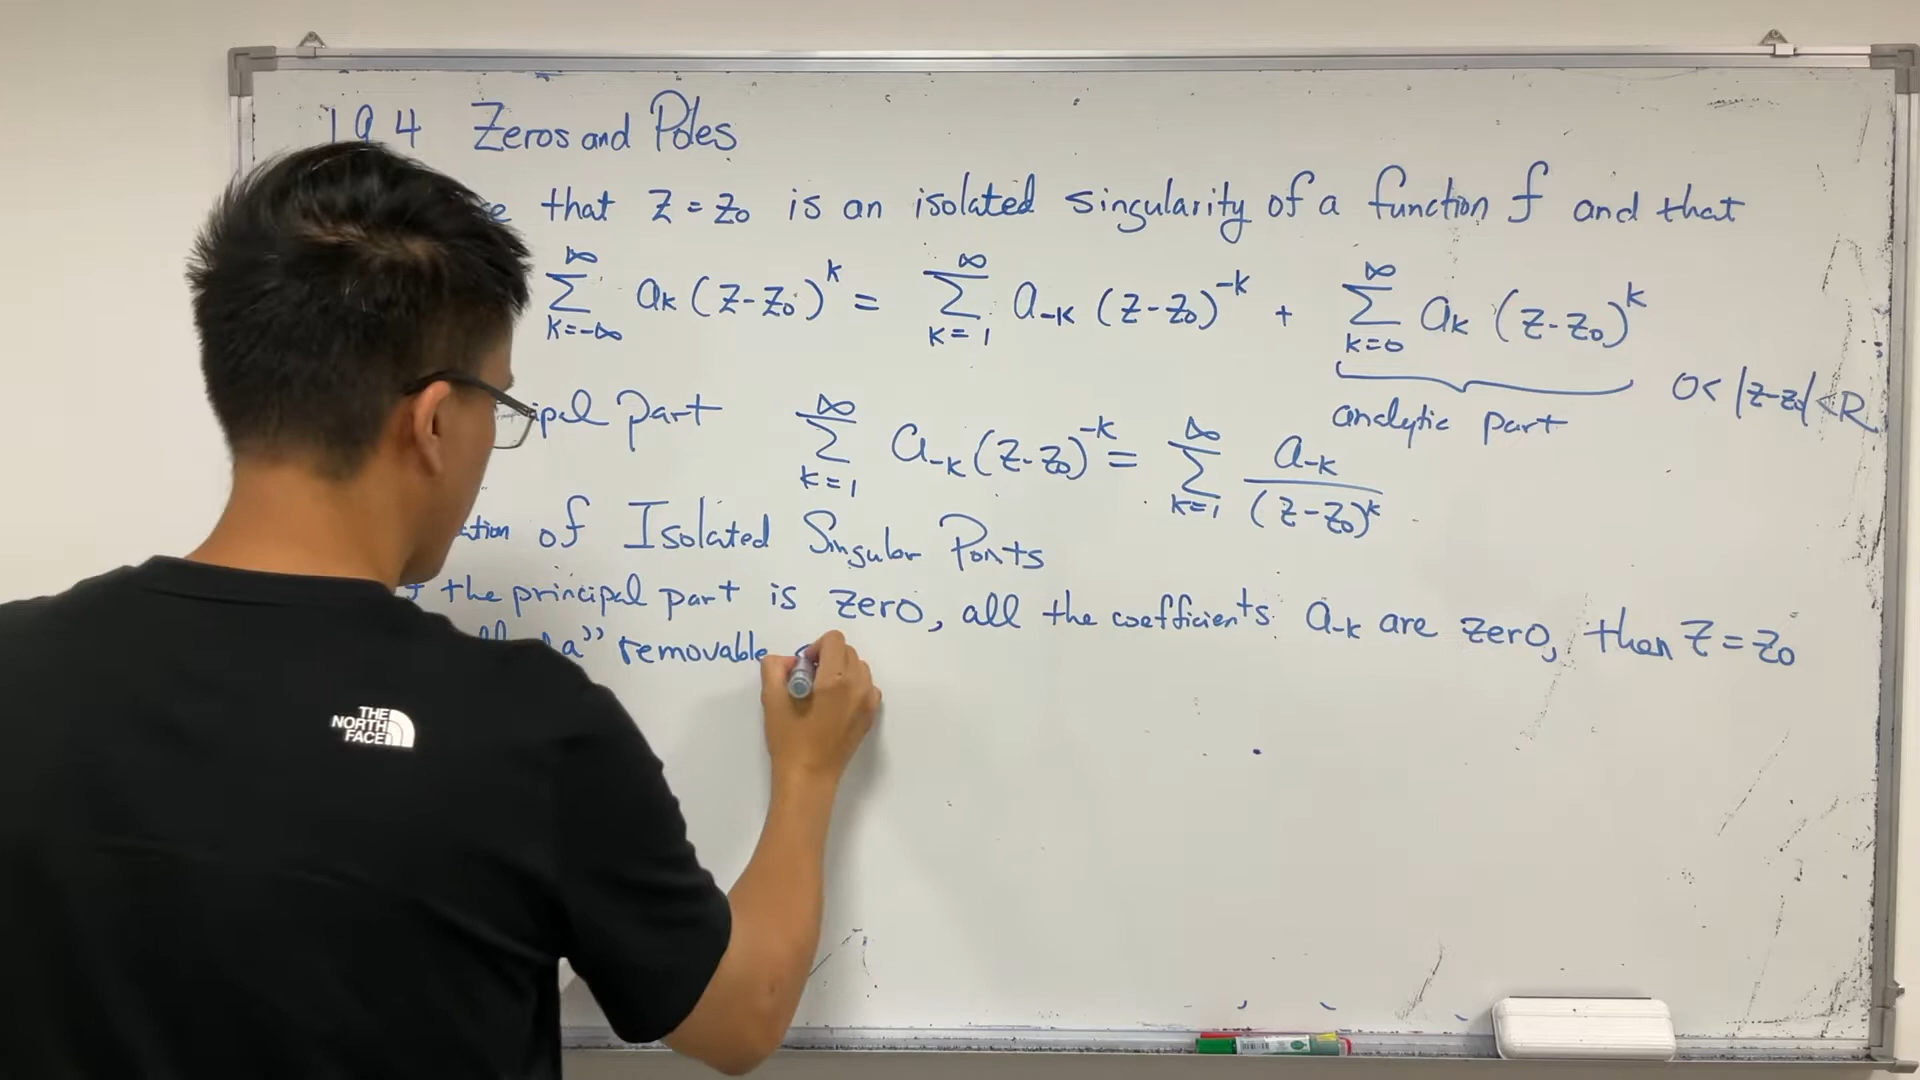 19.4 Zeros and Poles
that z = z₀ is an isolated singularity of a function f and that
∞ ∑ k=-∞ aₖ (z-z₀)^k = ∞ ∑ k=1 a₋ₖ (z-z₀)^-k + ∞ ∑ k=0 aₖ (z-z₀)^k
analytic part
0 < |z-z₀| < R
part ∞ ∑ k=1 a₋ₖ (z-z₀)^-k = ∞ ∑ k=1 a₋ₖ / (z-z₀)^k
of Isolated Singular Ponts
the principal part is zero, all the coefficients a₋ₖ are zero, then z = z₀
a" removable
THE
NORTH
FACE